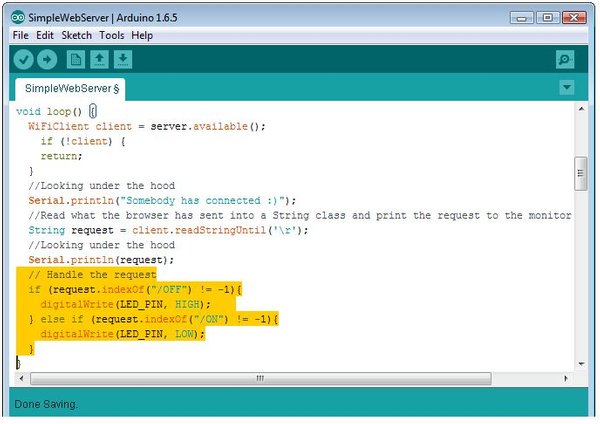 SimpleWebServer | Arduino 1.6.5
File Edit Sketch Tools Help
SimpleWebServer §
void loop() {
  WiFiClient client = server.available();
    if (!client) {
    return;
  }
  //Looking under the hood
  Serial.println("Somebody has connected :)");
  //Read what the browser has sent into a String class and print the request to the monitor
  String request = client.readStringUntil('\r');
  //Looking under the hood
  Serial.println(request);
  // Handle the request
  if (request.indexOf("/OFF") != -1){
    digitalWrite(LED_PIN, HIGH);
  } else if (request.indexOf("/ON") != -1){
    digitalWrite(LED_PIN, LOW);
  }
}
Done Saving.